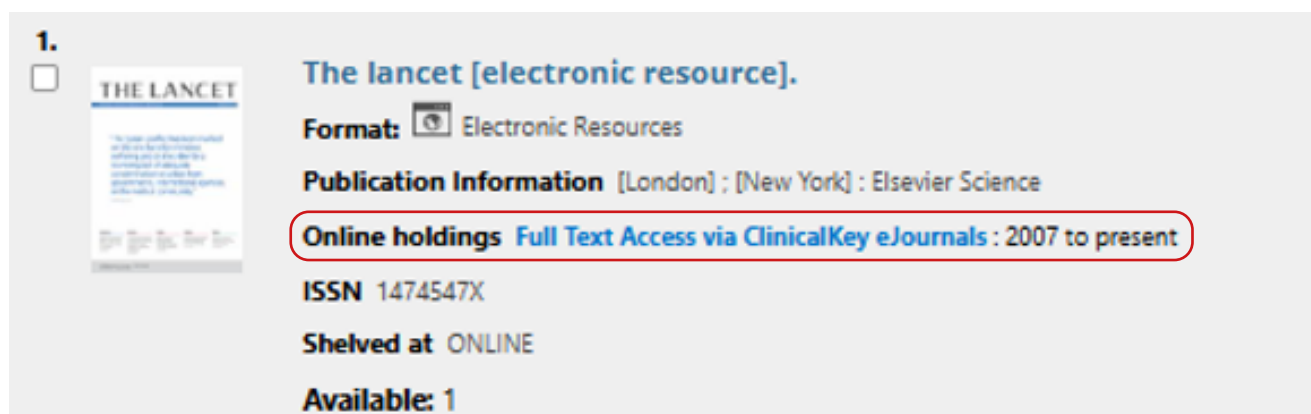 1.
THE LANCET
The lancet [electronic resource].
Format: Electronic Resources
Publication Information [London] ; [New York] : Elsevier Science
Online holdings Full Text Access via ClinicalKey eJournals : 2007 to present
ISSN 1474547X
Shelved at ONLINE
Available: 1